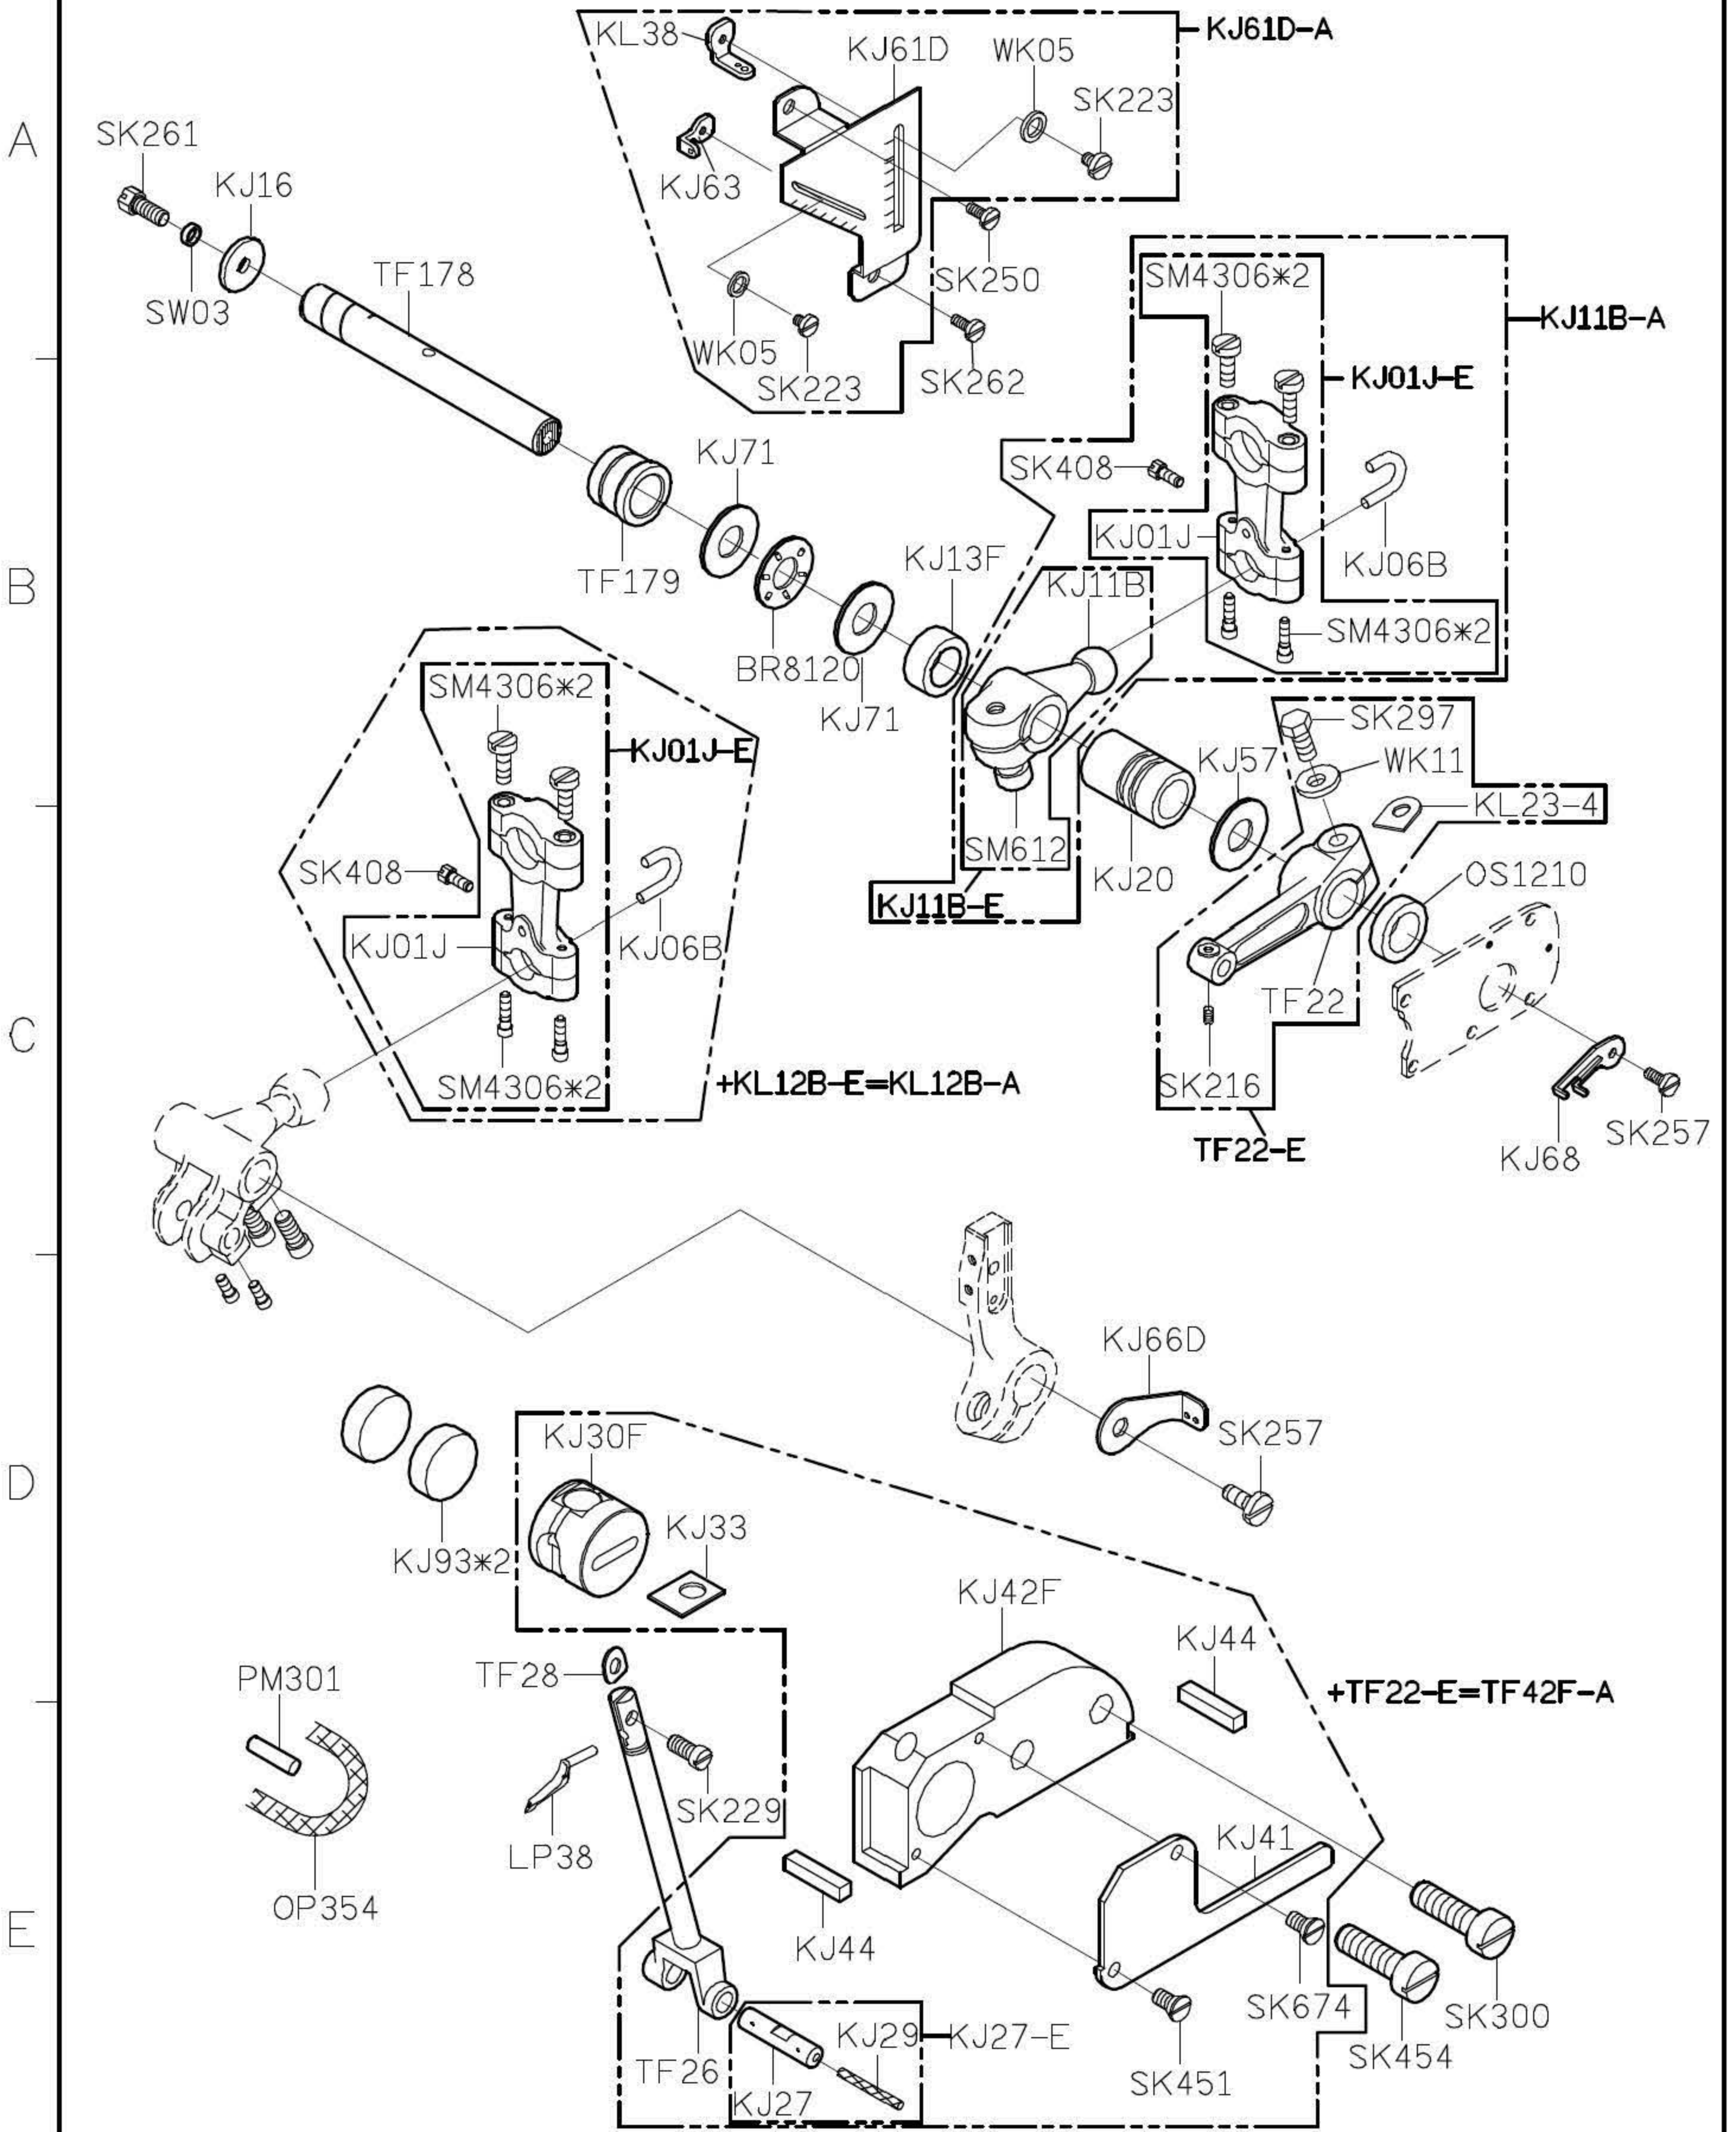 KL38
KJ61D
WK05
KJ61D-A
SK223
A
SK261
KJ16
KJ63
TF178
SW03
SK250
SM4306*2
KJ11B-A
WK05
SK223
SK262
KJ01J-E
KJ71
SK408
KJ01J
KJ06B
B
TF179
KJ13F
KJ11B
SM4306*2
BR8120
KJ71
SM4306*2
KJ01J-E
SK297
WK11
KJ57
KL23-4
SM612
KJ20
SK408
OS1210
KJ11B-E
KJ01J
KJ06B
TF22
C
SK216
SM4306*2
+KL12B-E=KL12B-A
TF22-E
KJ68
SK257
KJ66D
SK257
D
KJ30F
KJ33
KJ93*2
KJ42F
KJ44
PM301
TF28
+TF22-E=TF42F-A
SK229
LP38
KJ41
OP354
E
KJ44
SK674
SK300
SK454
KJ29
KJ27-E
TF26
KJ27
SK451